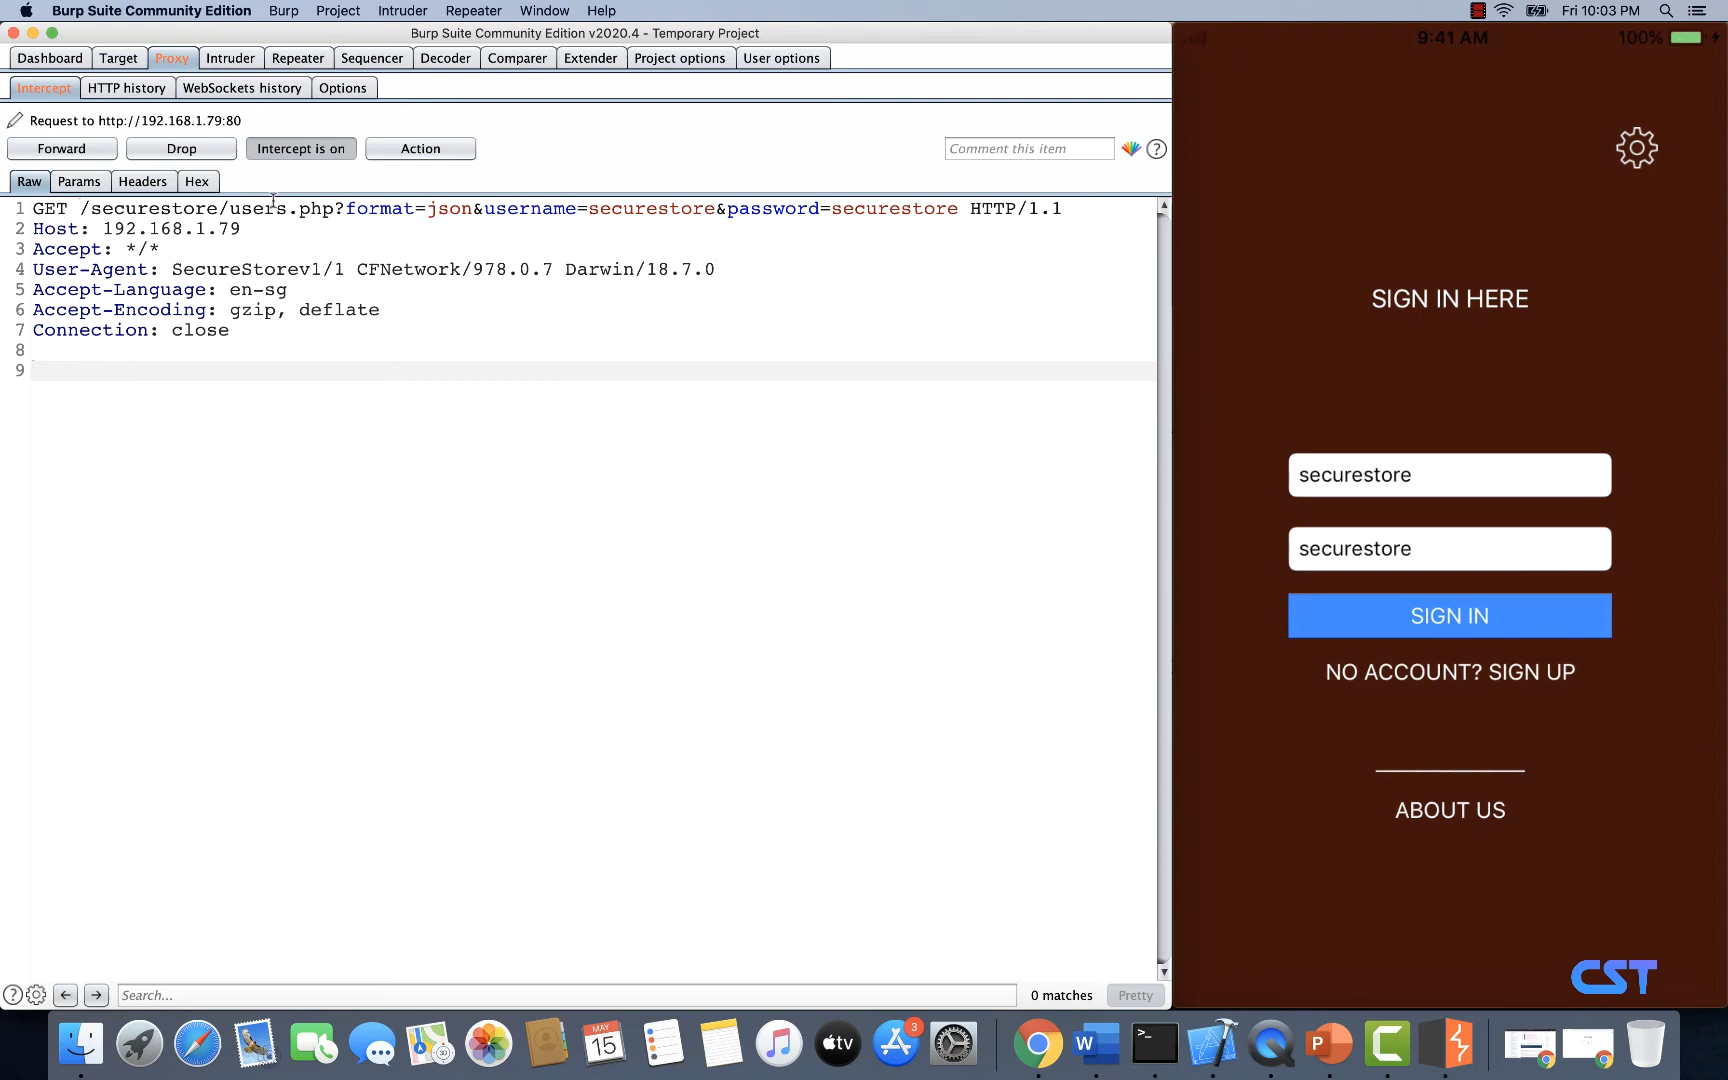 Burp Suite Community Edition Burp Project Intruder Repeater Window Help Fri 10:03 PM
Burp Suite Community Edition v2020.4 - Temporary Project
Dashboard Target Proxy Intruder Repeater Sequencer Decoder Comparer Extender Project options User options
Intercept HTTP history WebSockets history Options
Request to http://192.168.1.79:80
Forward Drop Intercept is on Action Comment this item ?
Raw Params Headers Hex
1 GET /securestore/users.php?format=json&username=securestore&password=securestore HTTP/1.1
2 Host: 192.168.1.79
3 Accept: */*
4 User-Agent: SecureStorev1/1 CFNetwork/978.0.7 Darwin/18.7.0
5 Accept-Language: en-sg
6 Accept-Encoding: gzip, deflate
7 Connection: close
8
9
? Search... 0 matches Pretty
9:41 AM 100%
SIGN IN HERE
securestore
securestore
SIGN IN
NO ACCOUNT? SIGN UP
ABOUT US
CST
MAY
15
3D
tv
3
W
>_
P
C